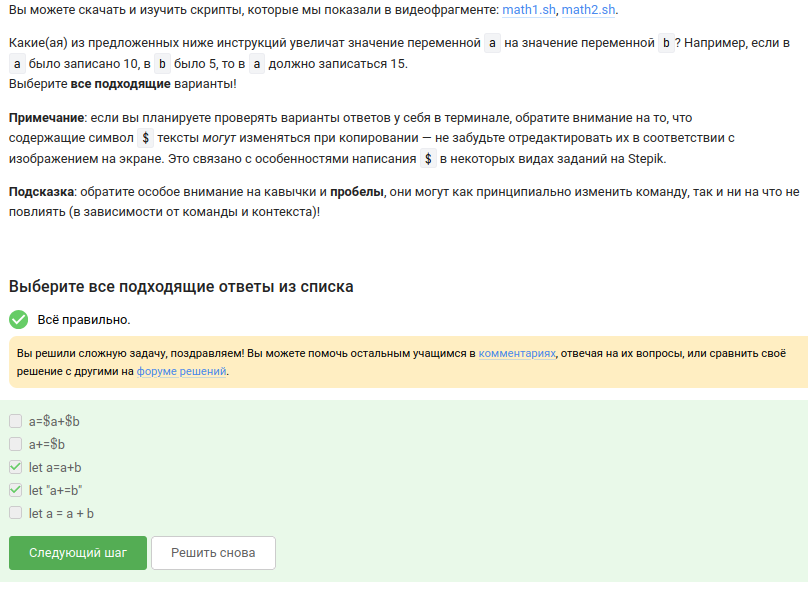 Вы можете скачать и изучить скрипты, которые мы показали в видеофрагменте: math1.sh, math2.sh.
Какие(ая) из предложенных ниже инструкций увеличат значение переменной a на значение переменной b? Например, если в
a было записано 10, в b было 5, то в a должно записаться 15.
Выберите все подходящие варианты!
Примечание: если вы планируете проверять варианты ответов у себя в терминале, обратите внимание на то, что
содержащие символ $ тексты могут изменяться при копировании — не забудьте отредактировать их в соответствии с
изображением на экране. Это связано с особенностями написания $ в некоторых видах заданий на Stepik.
Подсказка: обратите особое внимание на кавычки и пробелы, они могут как принципиально изменить команду, так и ни на что не
повлиять (в зависимости от команды и контекста)!
Выберите все подходящие ответы из списка
Всё правильно.
Вы решили сложную задачу, поздравляем! Вы можете помочь остальным учащимся в комментариях, отвечая на их вопросы, или сравнить своё
решение с другими на форуме решений.
a=$a+$b
a+=$b
let a=a+b
let "a+=b"
let a = a + b
Следующий шаг
Решить снова